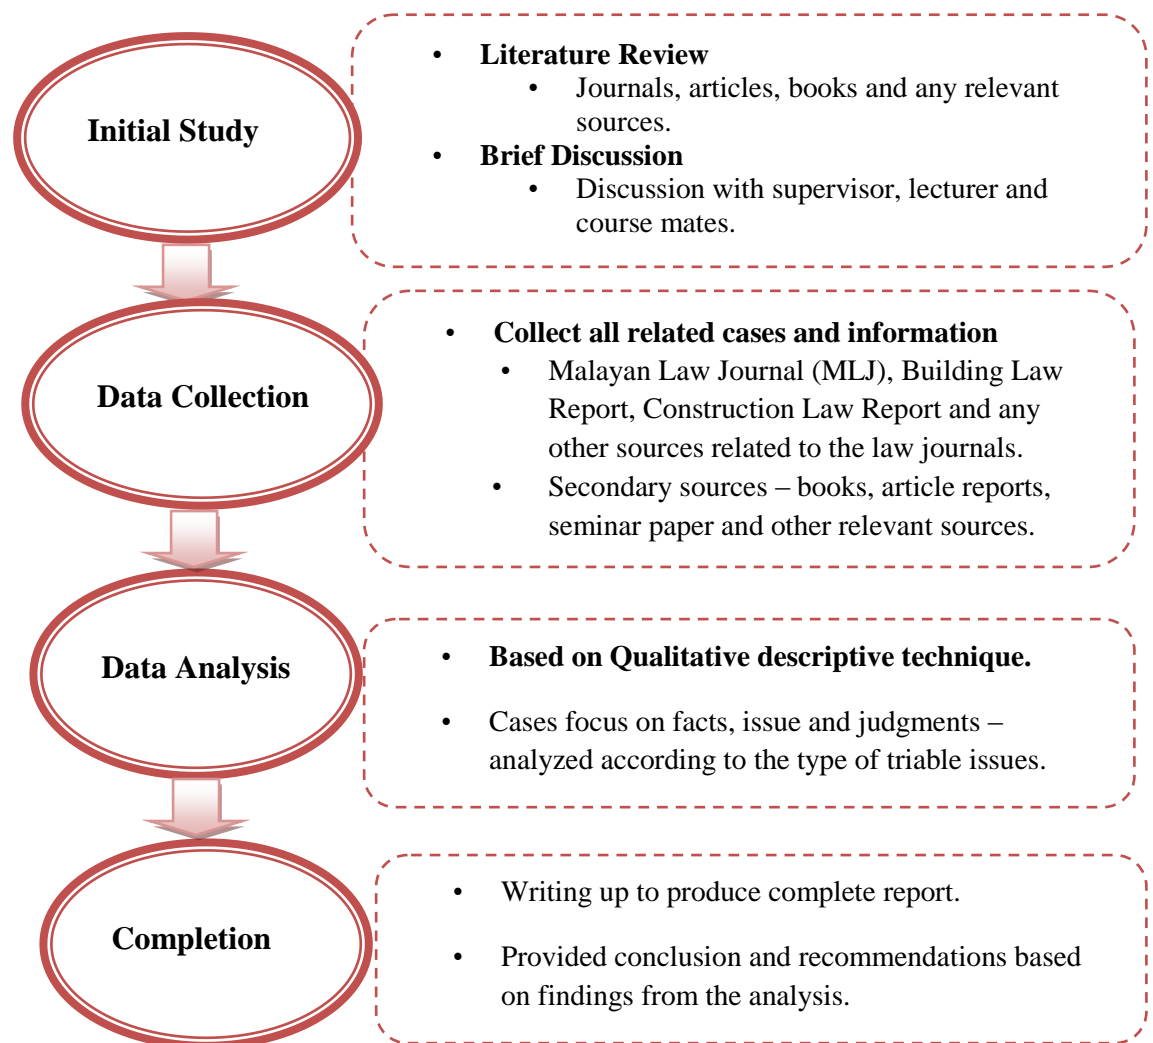 Initial Study
• Literature Review
• Journals, articles, books and any relevant
sources.
• Brief Discussion
• Discussion with supervisor, lecturer and
course mates.
Data Collection
• Collect all related cases and information
• Malayan Law Journal (MLJ), Building Law
Report, Construction Law Report and any
other sources related to the law journals.
• Secondary sources – books, article reports,
seminar paper and other relevant sources.
Data Analysis
• Based on Qualitative descriptive technique.
• Cases focus on facts, issue and judgments –
analyzed according to the type of triable issues.
Completion
• Writing up to produce complete report.
• Provided conclusion and recommendations based
on findings from the analysis.